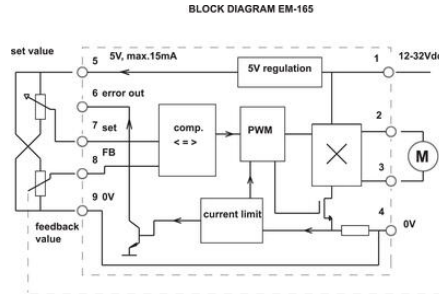 BLOCK DIAGRAM EM-165
set value
5 5V, max.15mA
5V regulation
1 12-32Vdc
6 error out
7 set
comp.
< = >
PWM
2
M
8 FB
3
9 0V
current limit
4 0V
feedback
value